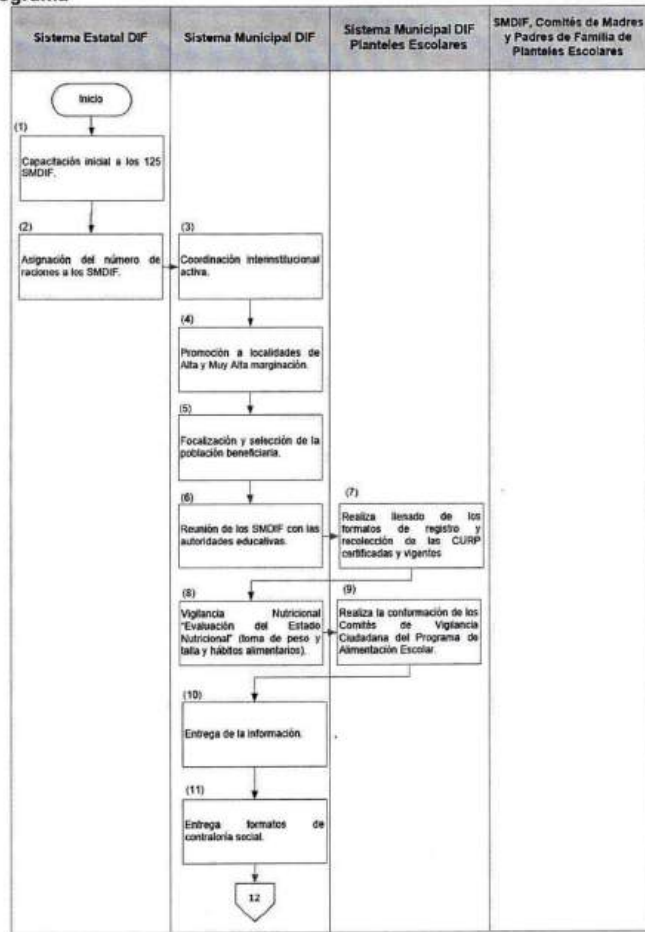 Sistema Estatal DIF
Sistema Municipal DIF
Sistema Municipal DIF
Planteles Escolares
SMDIF, Comités de Madres
y Padres de Familia de
Planteles Escolares
Inicio
(1)
Capacitación inicial a los 125
SMDIF.
(2)
Asignación del número de
raciones a los SMDIF.
(3)
Coordinación interinstitucional
activa.
(4)
Promoción a localidades de
Alta y Muy Alta marginación.
(5)
Focalización y selección de la
población beneficiaria.
(6)
Reunión de los SMDIF con las
autoridades educativas.
(7)
Realiza llenado de los
formatos de registro y
recolección de las CURP
certificadas y vigentes
(8)
Vigilancia Nutricional
"Evaluación del Estado
Nutricional" (toma de peso y
talla y hábitos alimentarios).
(9)
Realiza la conformación de los
Comités de Vigilancia
Ciudadana del Programa de
Alimentación Escolar.
(10)
Entrega de la información.
(11)
Entrega formatos de
contraloría social.
12